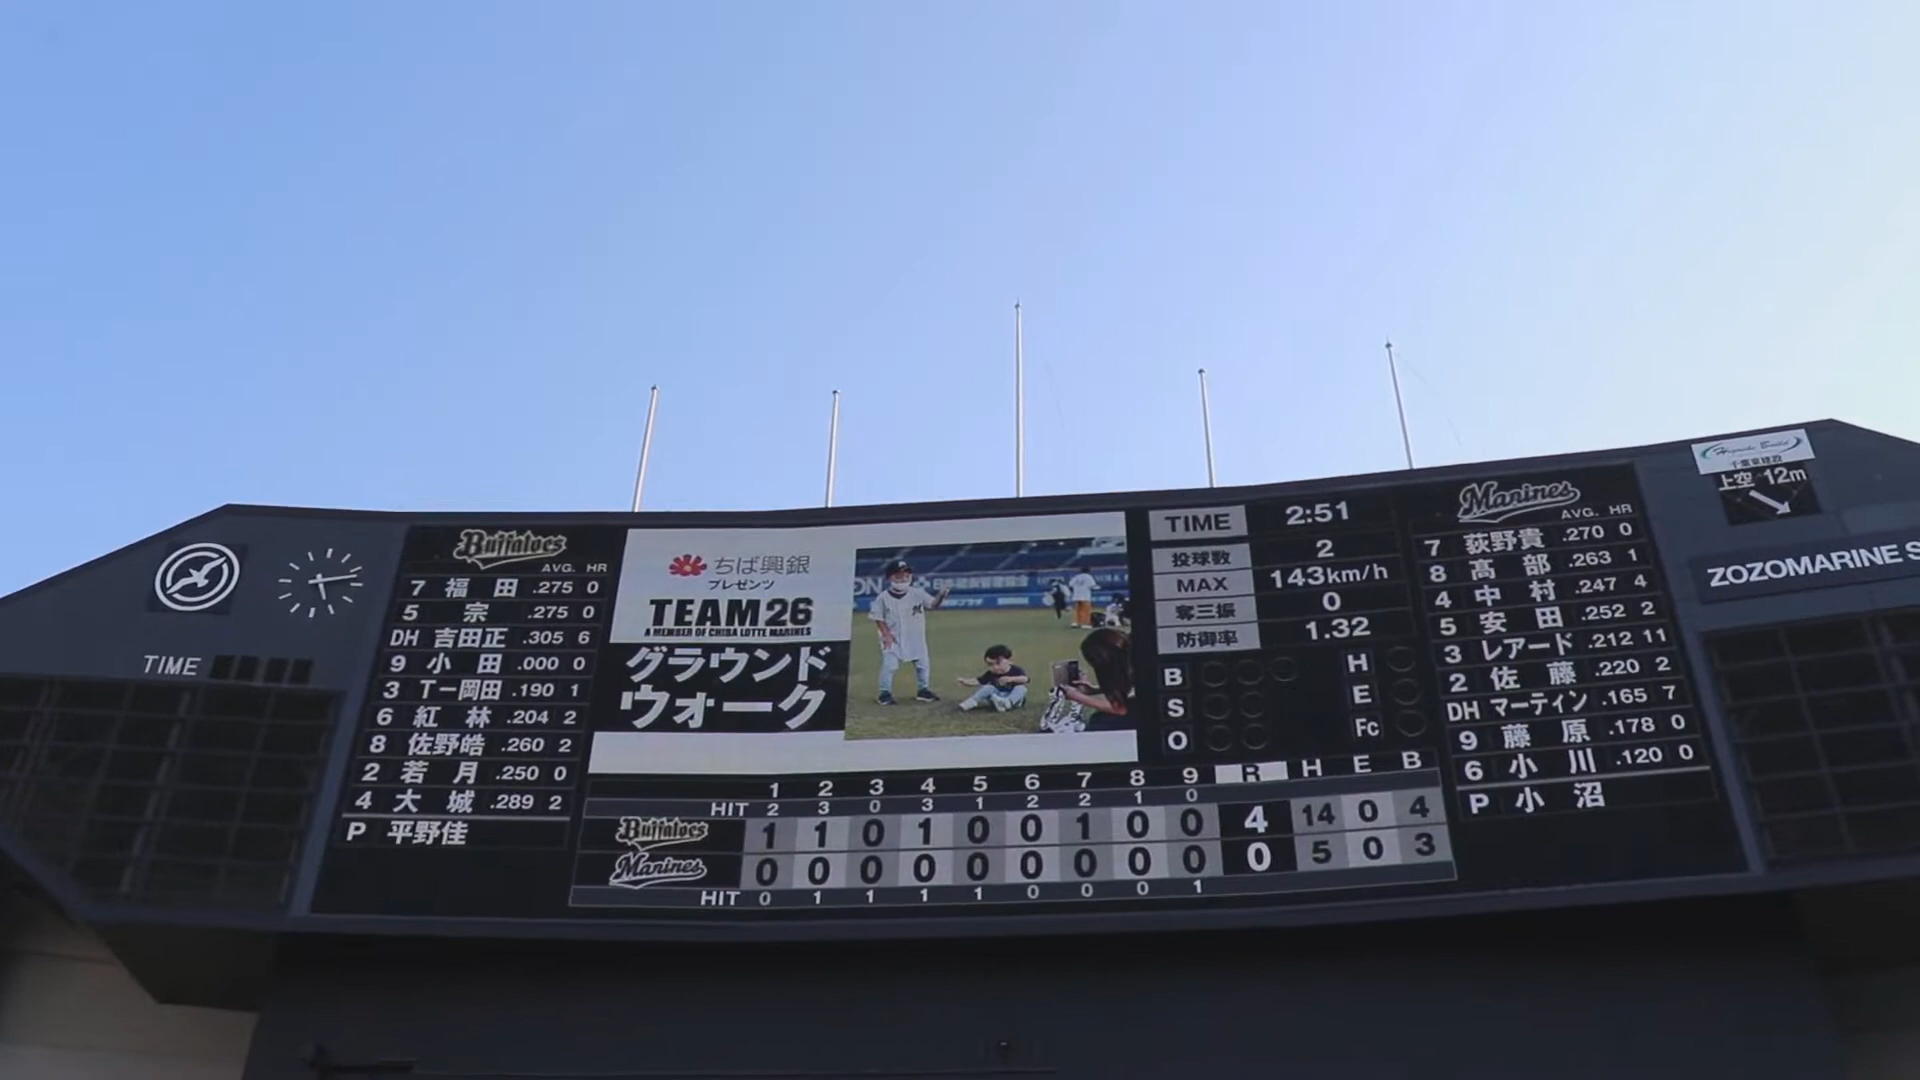 Buffaloes
AVG. HR
7 福田 .275 0
5 宗 .275 0
DH 吉田正 .305 6
9 小田 .000 0
3 T-岡田 .190 1
6 紅林 .204 2
8 佐野皓 .260 2
2 若月 .250 0
4 大城 .289 2
P 平野佳
TIME
ちば興銀
プレゼンツ
TEAM 26
A MEMBER OF CHIBA LOTTE MARINES
グラウンド
ウォーク
TIME 2:51
投球数 2
MAX 143km/h
奪三振 0
防御率 1.32
B H
S E
O Fc
1 2 3 4 5 6 7 8 9 R H E B
HIT 2 3 0 3 1 2 2 1 0
Buffaloes 1 1 0 1 0 0 1 0 0 4 14 0 4
Marines 0 0 0 0 0 0 0 0 0 0 5 0 3
HIT 0 1 1 1 1 0 0 0 1
Marines
AVG. HR
7 荻野貴 .270 0
8 髙部 .263 1
4 中村 .247 4
5 安田 .252 2
3 レアード .212 11
2 佐藤 .220 2
DH マーティン .165 7
9 藤原 .178 0
6 小川 .120 0
P 小沼
上空 12m
ZOZOMARINE S